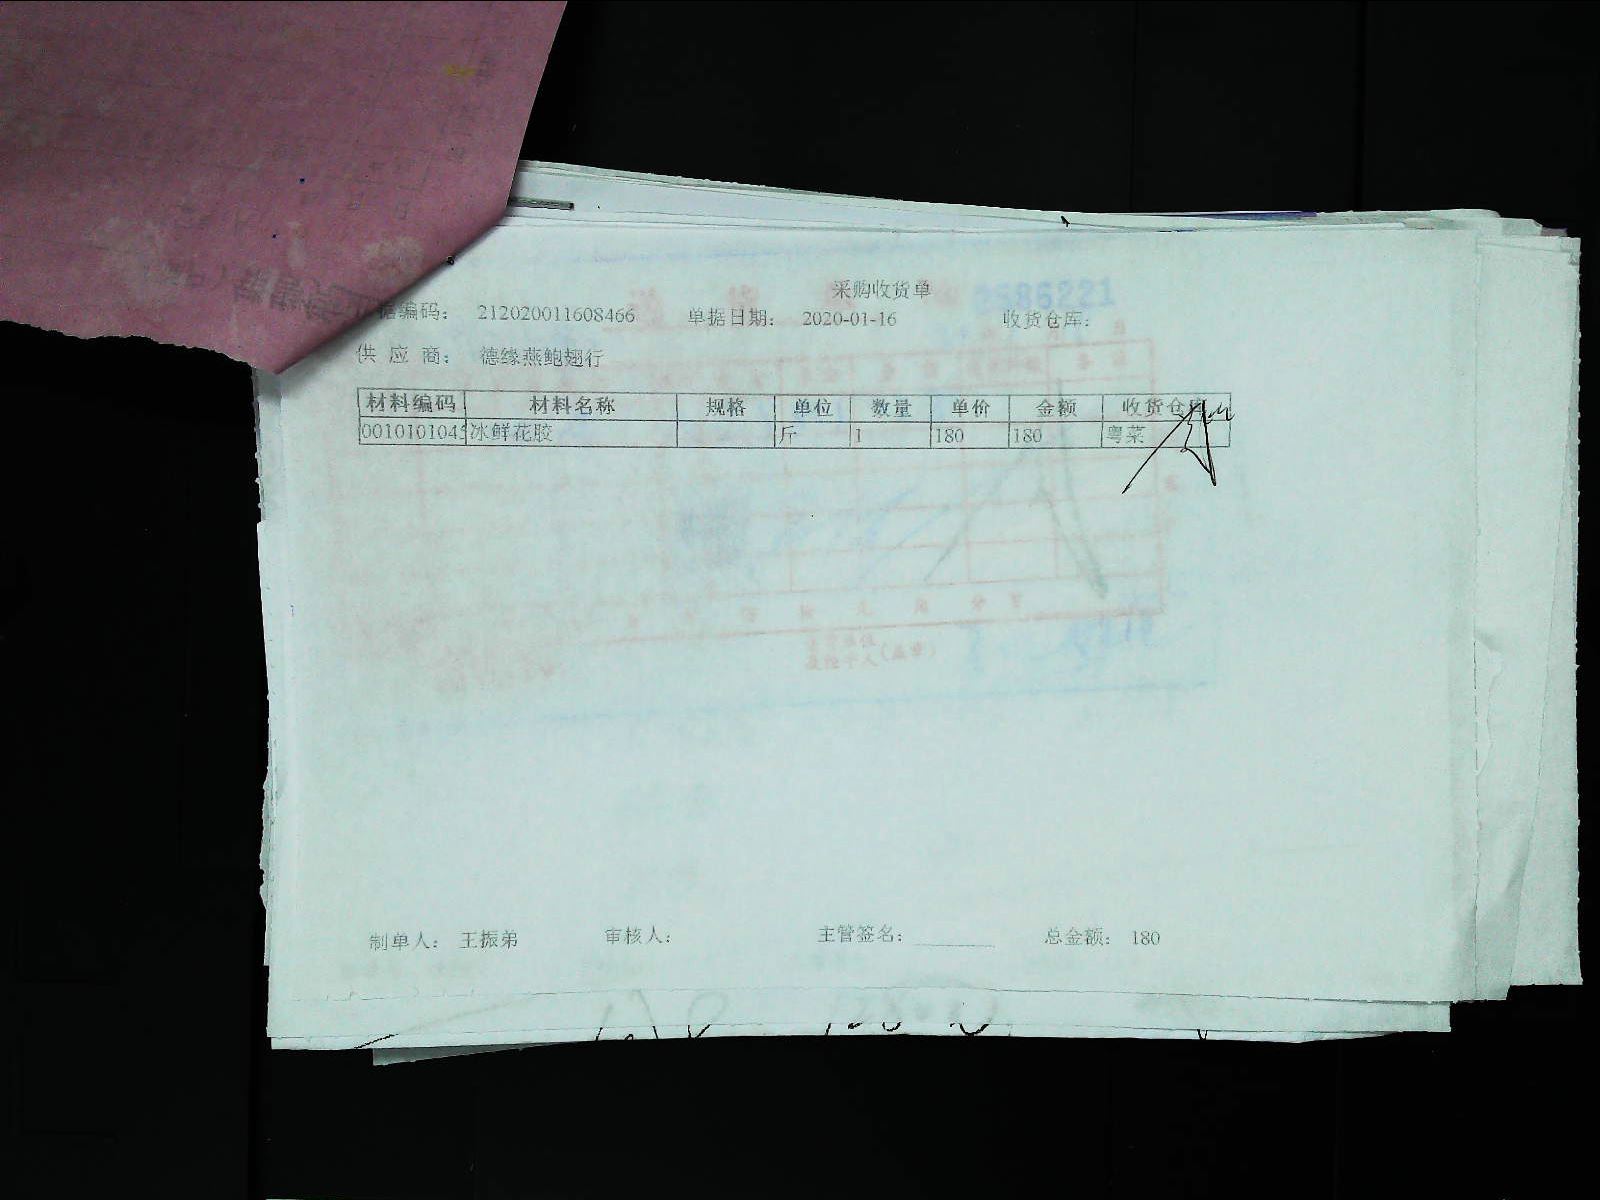 采购收货单
据编码： 212020011608466 单据日期： 2020-01-16 收货仓库：
供 应 商： 德缘燕鲍翅行
材料编码 材料名称 规格 单位 数量 单价 金额 收货仓库
0010101045 冰鲜花胶 斤 1 180 180 粤菜
制单人： 王振弟 审核人： 主管签名： 总金额： 180